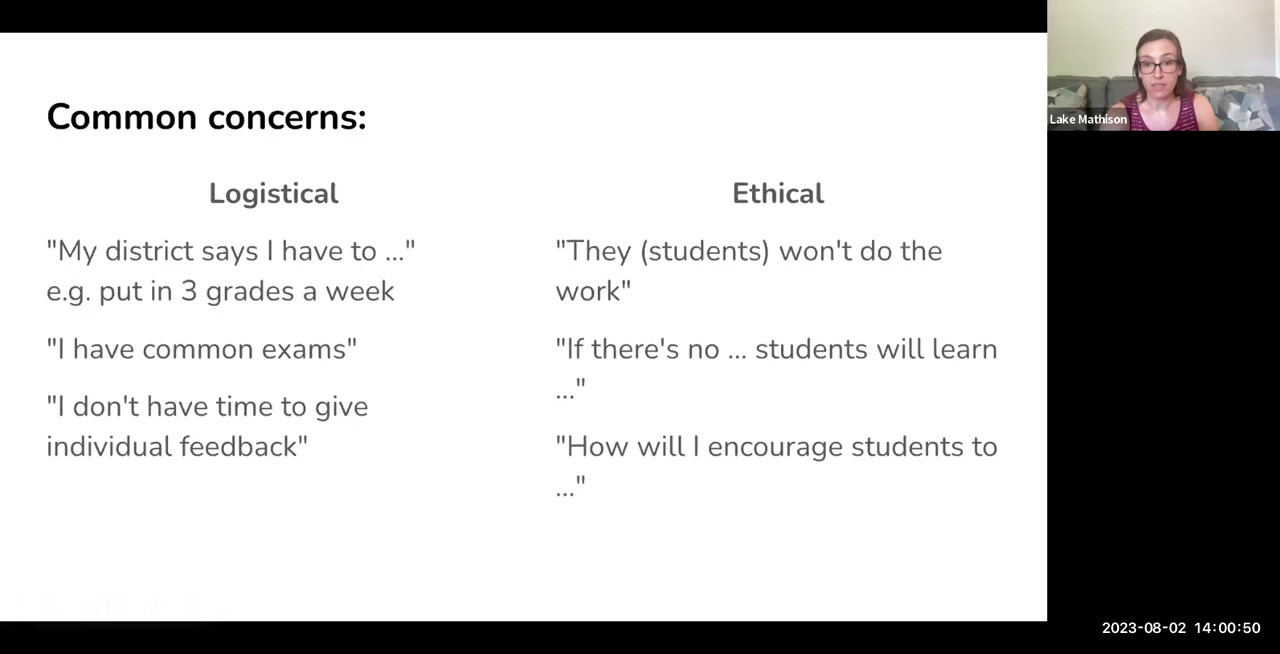 Common concerns:
Logistical
"My district says I have to ..."
e.g. put in 3 grades a week
"I have common exams"
"I don't have time to give
individual feedback"
Ethical
"They (students) won't do the
work"
"If there's no ... students will learn
..."
"How will I encourage students to
..."
Lake Mathison
2023-08-02 14:00:50